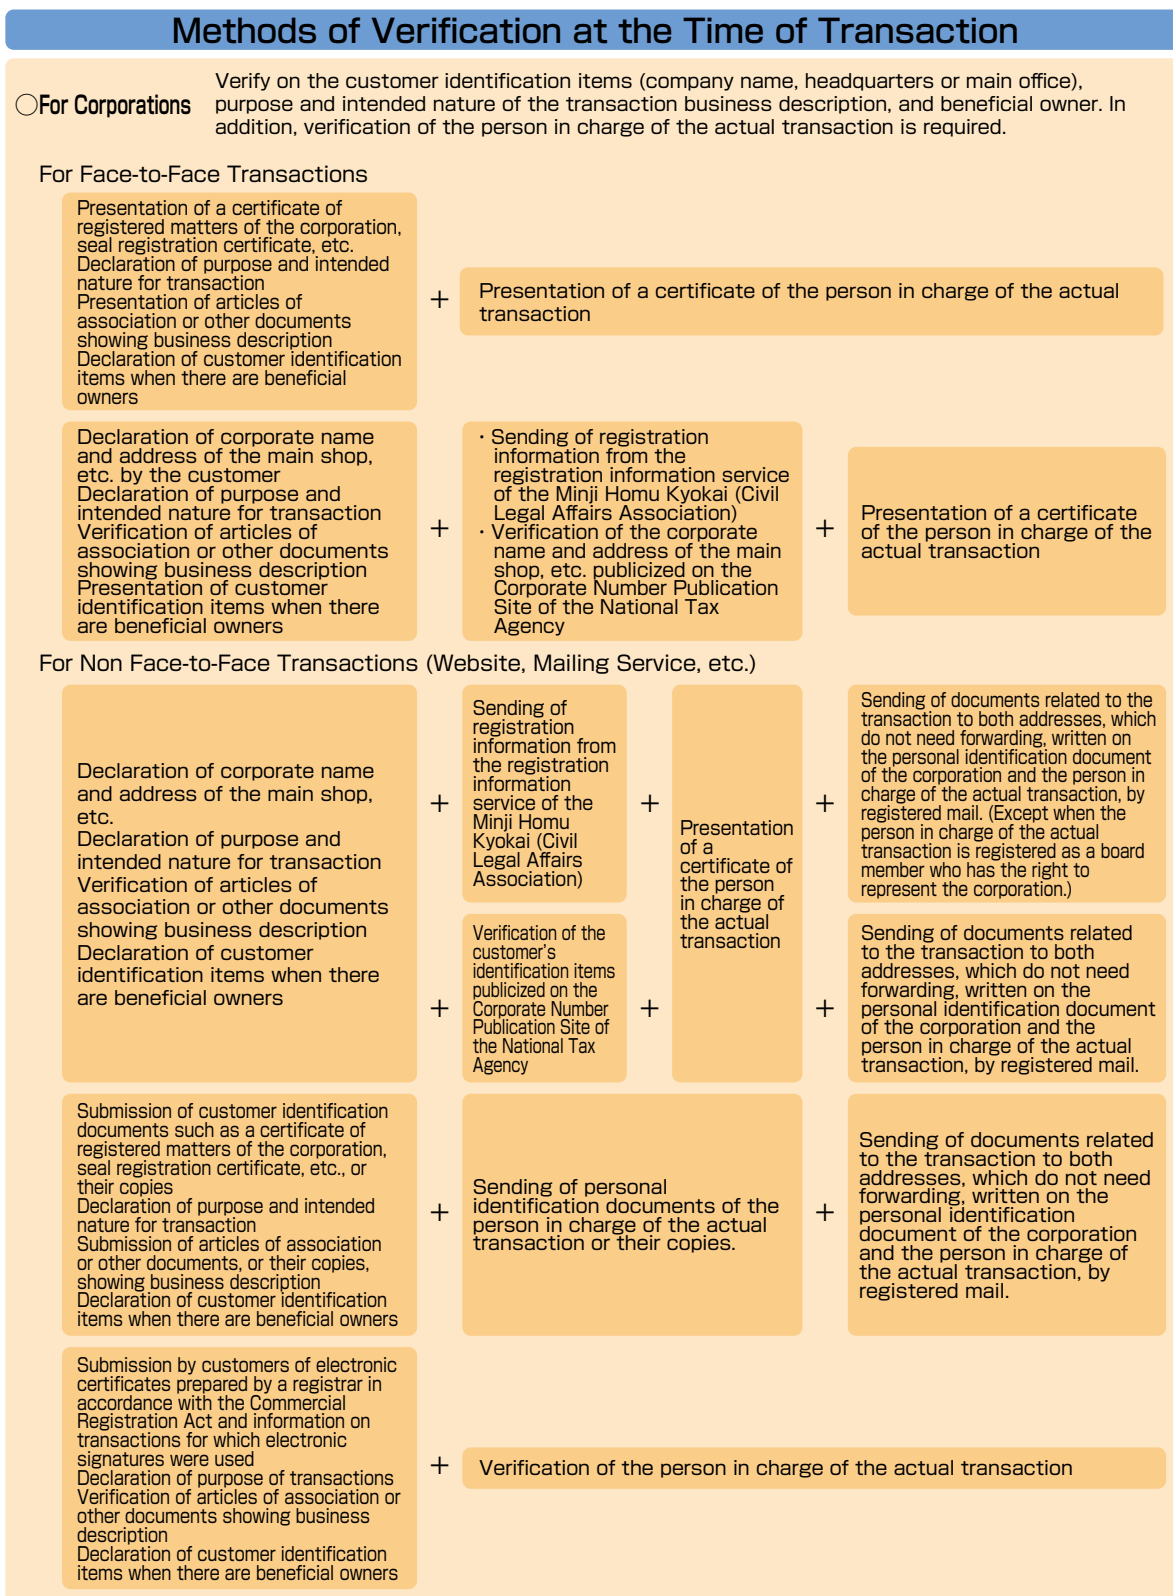 Methods of Verification at the Time of Transaction
○For Corporations
Verify on the customer identification items (company name, headquarters or main office),
purpose and intended nature of the transaction business description, and beneficial owner. In
addition, verification of the person in charge of the actual transaction is required.
For Face-to-Face Transactions
Presentation of a certificate of
registered matters of the corporation,
seal registration certificate, etc.
Declaration of purpose and intended
nature for transaction
Presentation of articles of
association or other documents
showing business description
Declaration of customer identification
items when there are beneficial
owners
+
Presentation of a certificate of the person in charge of the actual
transaction
Declaration of corporate name
and address of the main shop,
etc. by the customer
Declaration of purpose and
intended nature for transaction
Verification of articles of
association or other documents
showing business description
Presentation of customer
identification items when there
are beneficial owners
+
・Sending of registration
information from the
registration information service
of the Minji Homu Kyokai (Civil
Legal Affairs Association)
・Verification of the corporate
name and address of the main
shop, etc. publicized on the
Corporate Number Publication
Site of the National Tax
Agency
+
Presentation of a certificate
of the person in charge of the
actual transaction
For Non Face-to-Face Transactions (Website, Mailing Service, etc.)
Declaration of corporate name
and address of the main shop,
etc.
Declaration of purpose and
intended nature for transaction
Verification of articles of
association or other documents
showing business description
Declaration of customer
identification items when there
are beneficial owners
+
Sending of
registration
information from
the registration
information
service of the
Minji Homu
Kyokai (Civil
Legal Affairs
Association)
+
Presentation
of a
certificate of
the person
in charge of
the actual
transaction
+
Sending of documents related to the
transaction to both addresses, which
do not need forwarding, written on
the personal identification document
of the corporation and the person in
charge of the actual transaction, by
registered mail. (Except when the
person in charge of the actual
transaction is registered as a board
member who has the right to
represent the corporation.)
+
Verification of the
customer's
identification items
publicized on the
Corporate Number
Publication Site of
the National Tax
Agency
+
+
Sending of documents related
to the transaction to both
addresses, which do not need
forwarding, written on the
personal identification document
of the corporation and the
person in charge of the actual
transaction, by registered mail.
Submission of customer identification
documents such as a certificate of
registered matters of the corporation,
seal registration certificate, etc., or
their copies
Declaration of purpose and intended
nature for transaction
Submission of articles of association
or other documents, or their copies,
showing business description
Declaration of customer identification
items when there are beneficial owners
+
Sending of personal
identification documents of the
person in charge of the actual
transaction or their copies.
+
Sending of documents related
to the transaction to both
addresses, which do not need
forwarding, written on the
personal identification
document of the corporation
and the person in charge of
the actual transaction, by
registered mail.
Submission by customers of electronic
certificates prepared by a registrar in
accordance with the Commercial
Registration Act and information on
transactions for which electronic
signatures were used
Declaration of purpose of transactions
Verification of articles of association or
other documents showing business
description
Declaration of customer identification
items when there are beneficial owners
+
Verification of the person in charge of the actual transaction